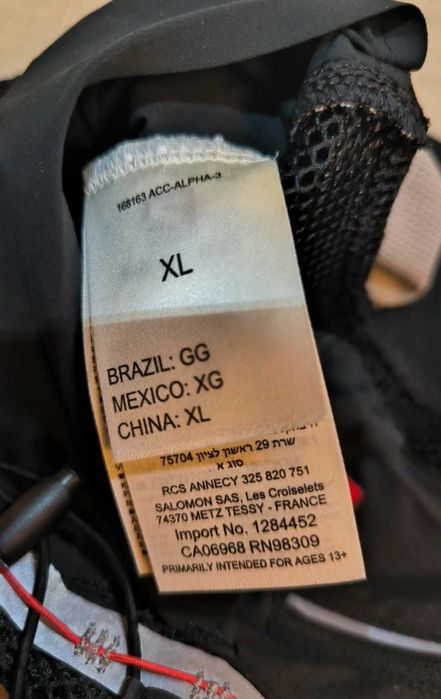 168163 ACC-ALPHA-3
XL
BRAZIL: GG
MEXICO: XG
CHINA: XL
שרת 29 ראשון לציון 75704
סוג א
RCS ANNECY 325 820 751
SALOMON SAS, Les Croiselets
74370 METZ TESSY - FRANCE
Import No. 1284452
CA06968 RN98309
PRIMARILY INTENDED FOR AGES 13+